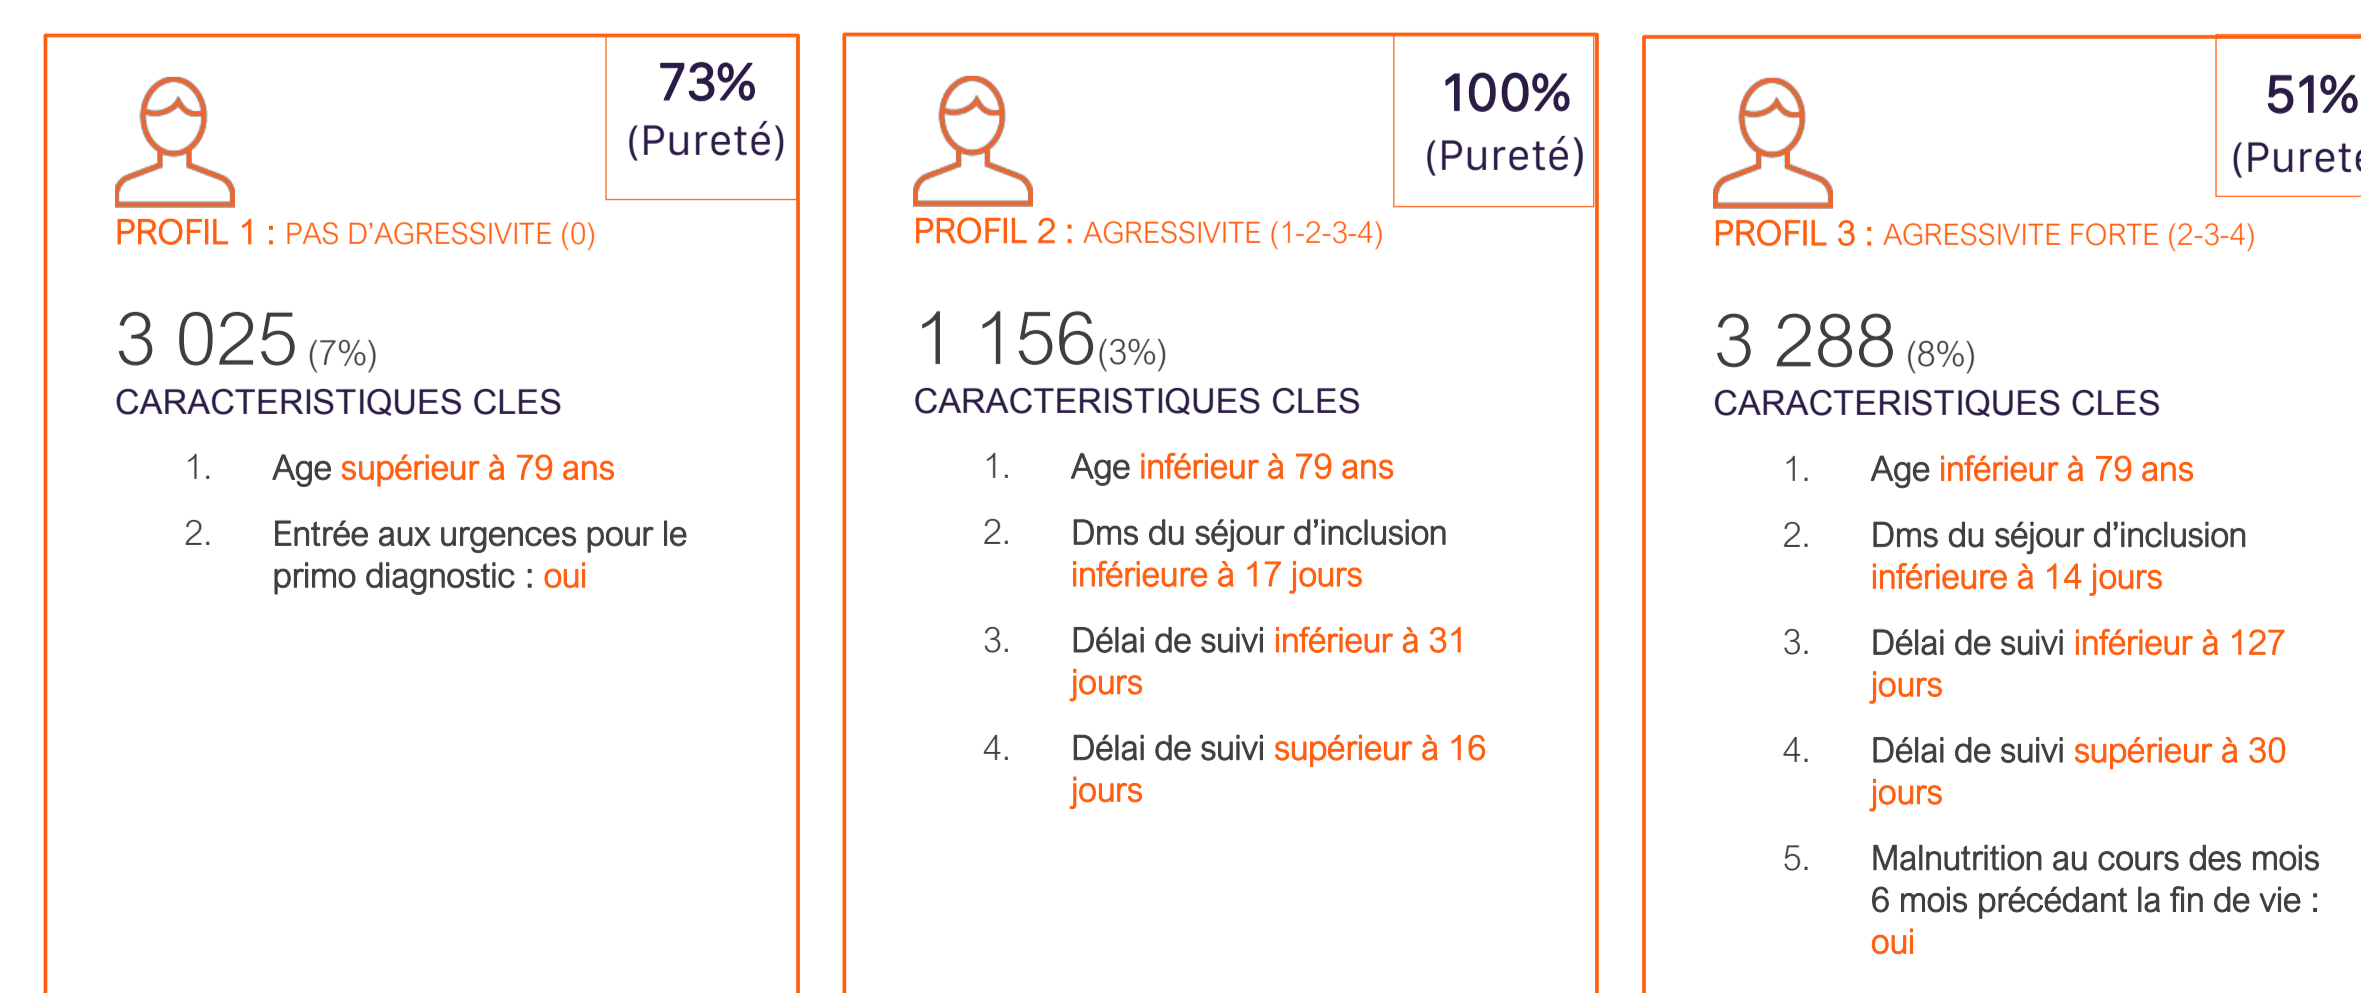 73%
(Pureté)
PROFIL 1 : PAS D'AGRESSIVITE (0)
3 025 (7%)
CARACTERISTIQUES CLES
1. Age supérieur à 79 ans
2. Entrée aux urgences pour le
primo diagnostic : oui
100%
(Pureté)
PROFIL 2 : AGRESSIVITE (1-2-3-4)
1 156(3%)
CARACTERISTIQUES CLES
1. Age inférieur à 79 ans
2. Dms du séjour d'inclusion
inférieure à 17 jours
3. Délai de suivi inférieur à 31
jours
4. Délai de suivi supérieur à 16
jours
51%
(Pureté
PROFIL 3 : AGRESSIVITE FORTE (2-3-4)
3 288 (8%)
CARACTERISTIQUES CLES
1. Age inférieur à 79 ans
2. Dms du séjour d'inclusion
inférieure à 14 jours
3. Délai de suivi inférieur à 127
jours
4. Délai de suivi supérieur à 30
jours
5. Malnutrition au cours des mois
6 mois précédant la fin de vie :
oui